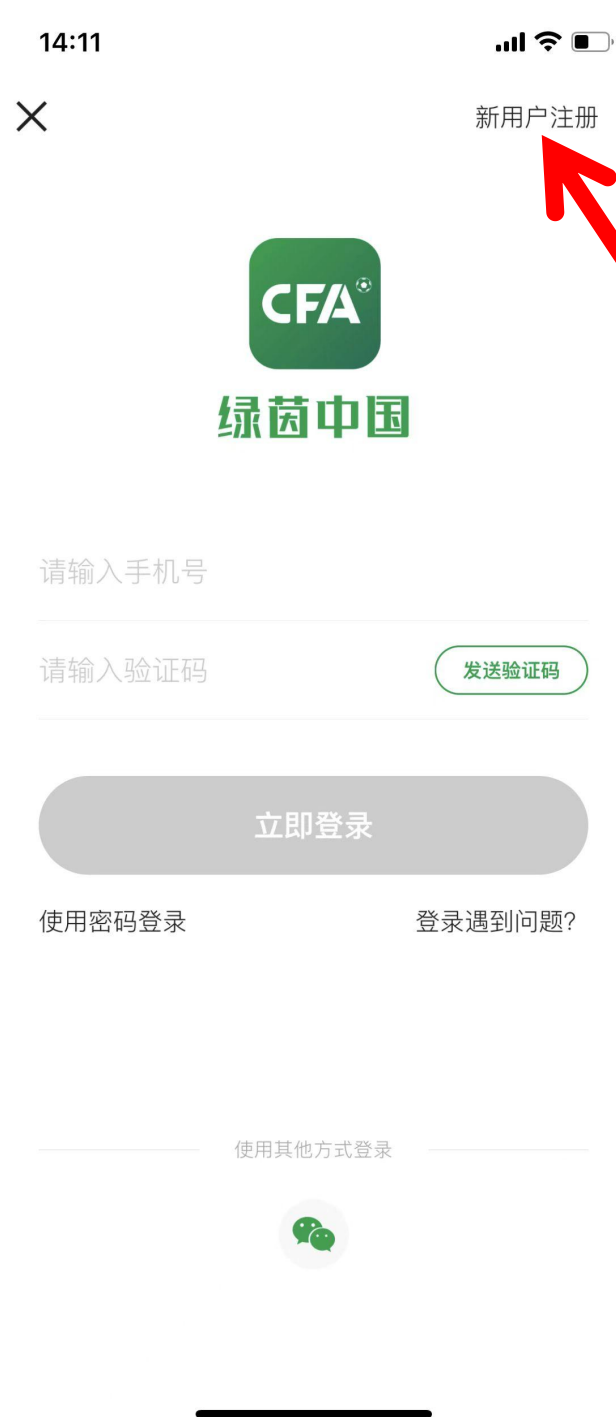 14:11
新用户注册
CFA
绿茵中国
请输入手机号
请输入验证码
发送验证码
立即登录
使用密码登录
登录遇到问题?
使用其他方式登录